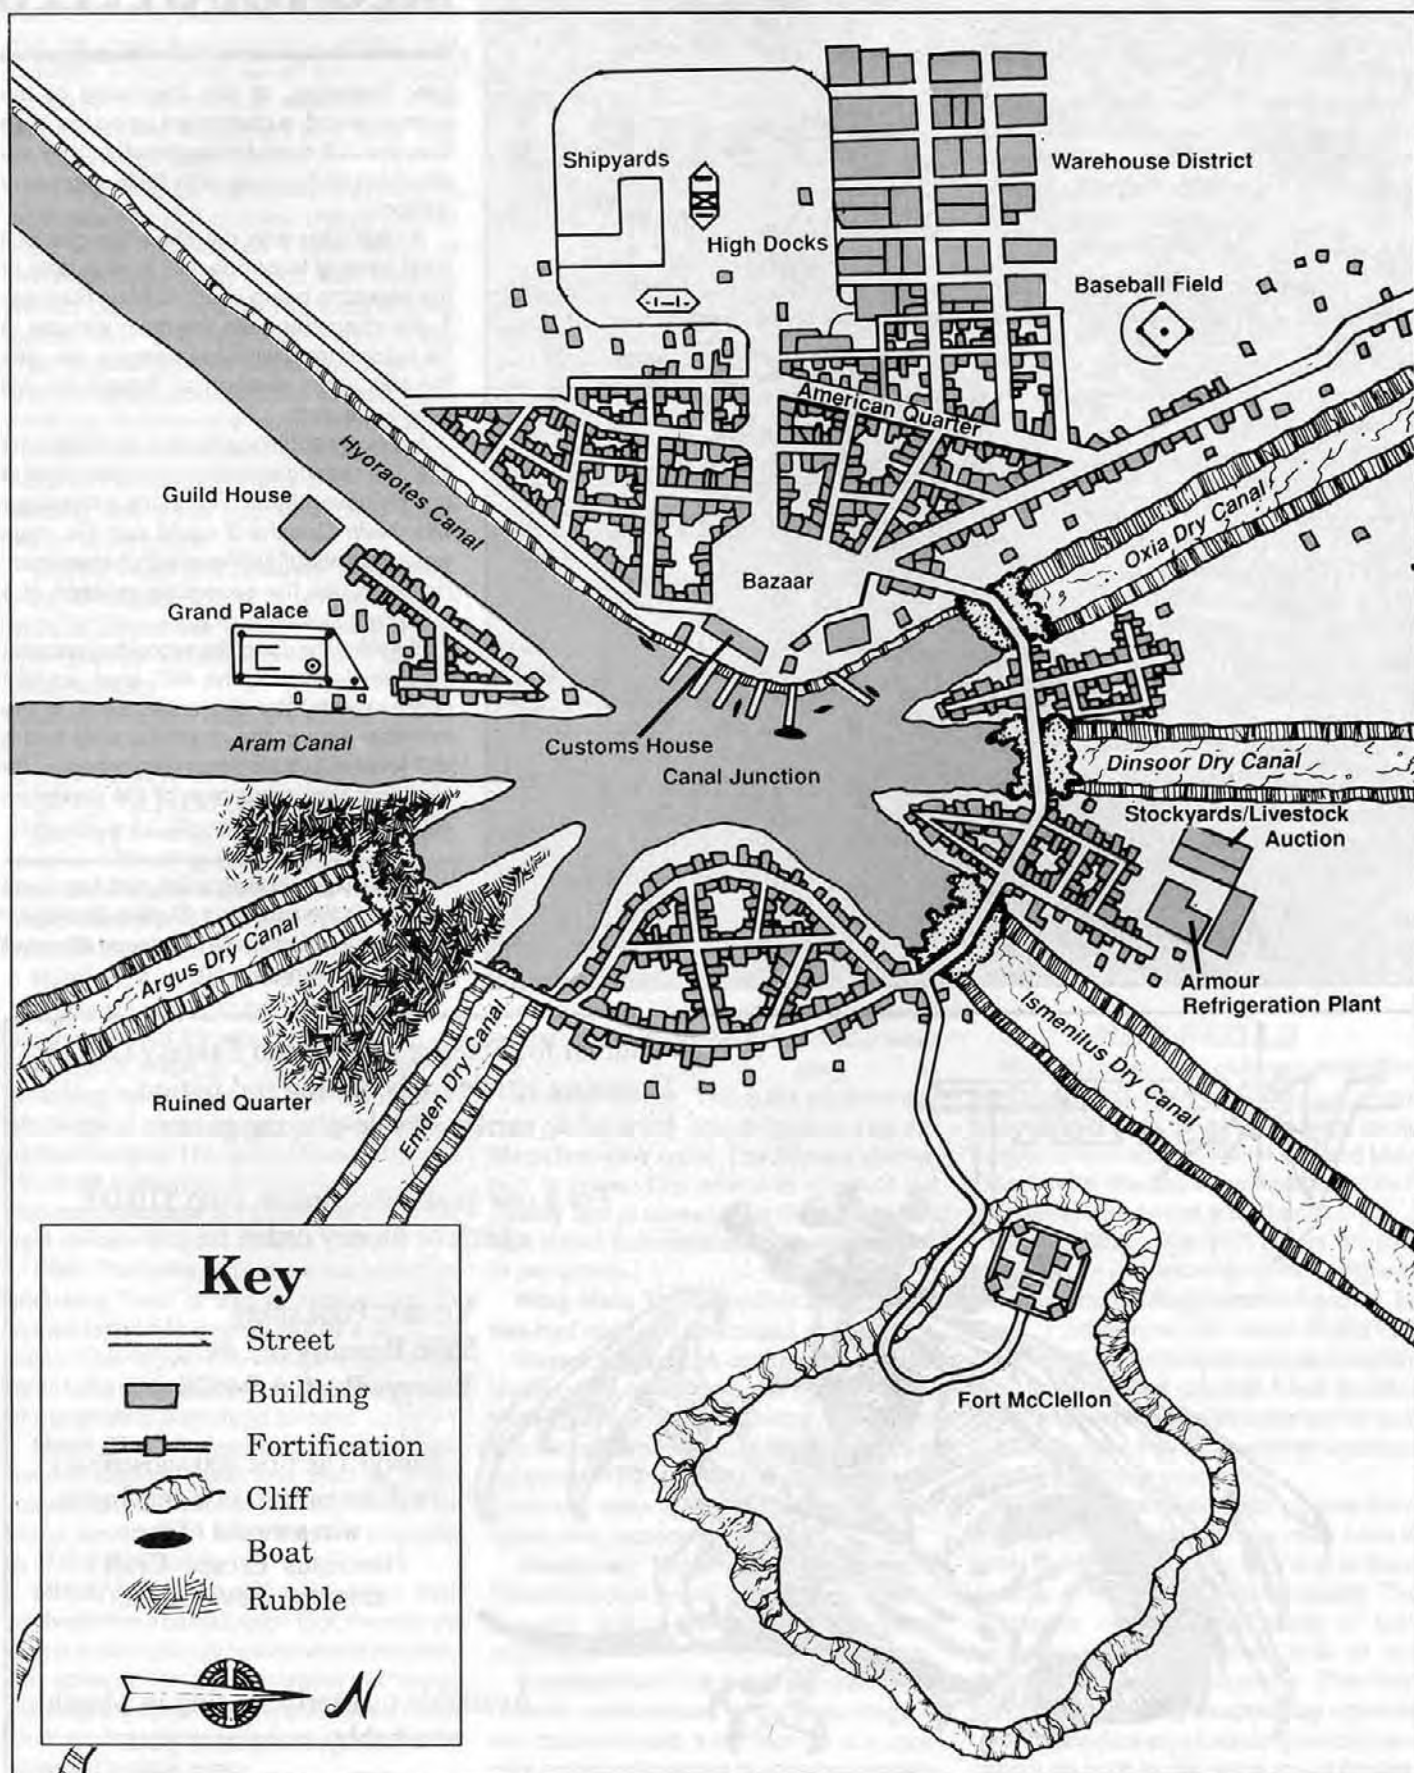 Shipyards
High Docks
Warehouse District
Baseball Field
American Quarter
Hyoraotes Canal
Guild House
Oxia Dry Canal
Bazaar
Grand Palace
Aram Canal
Customs House
Canal Junction
Dinsoor Dry Canal
Stockyards/Livestock
Auction
Argus Dry Canal
Armour
Refrigeration Plant
Ismenilus Dry Canal
Emden Dry Canal
Ruined Quarter
Fort McClellon
Key
Street
Building
Fortification
Cliff
Boat
Rubble
N